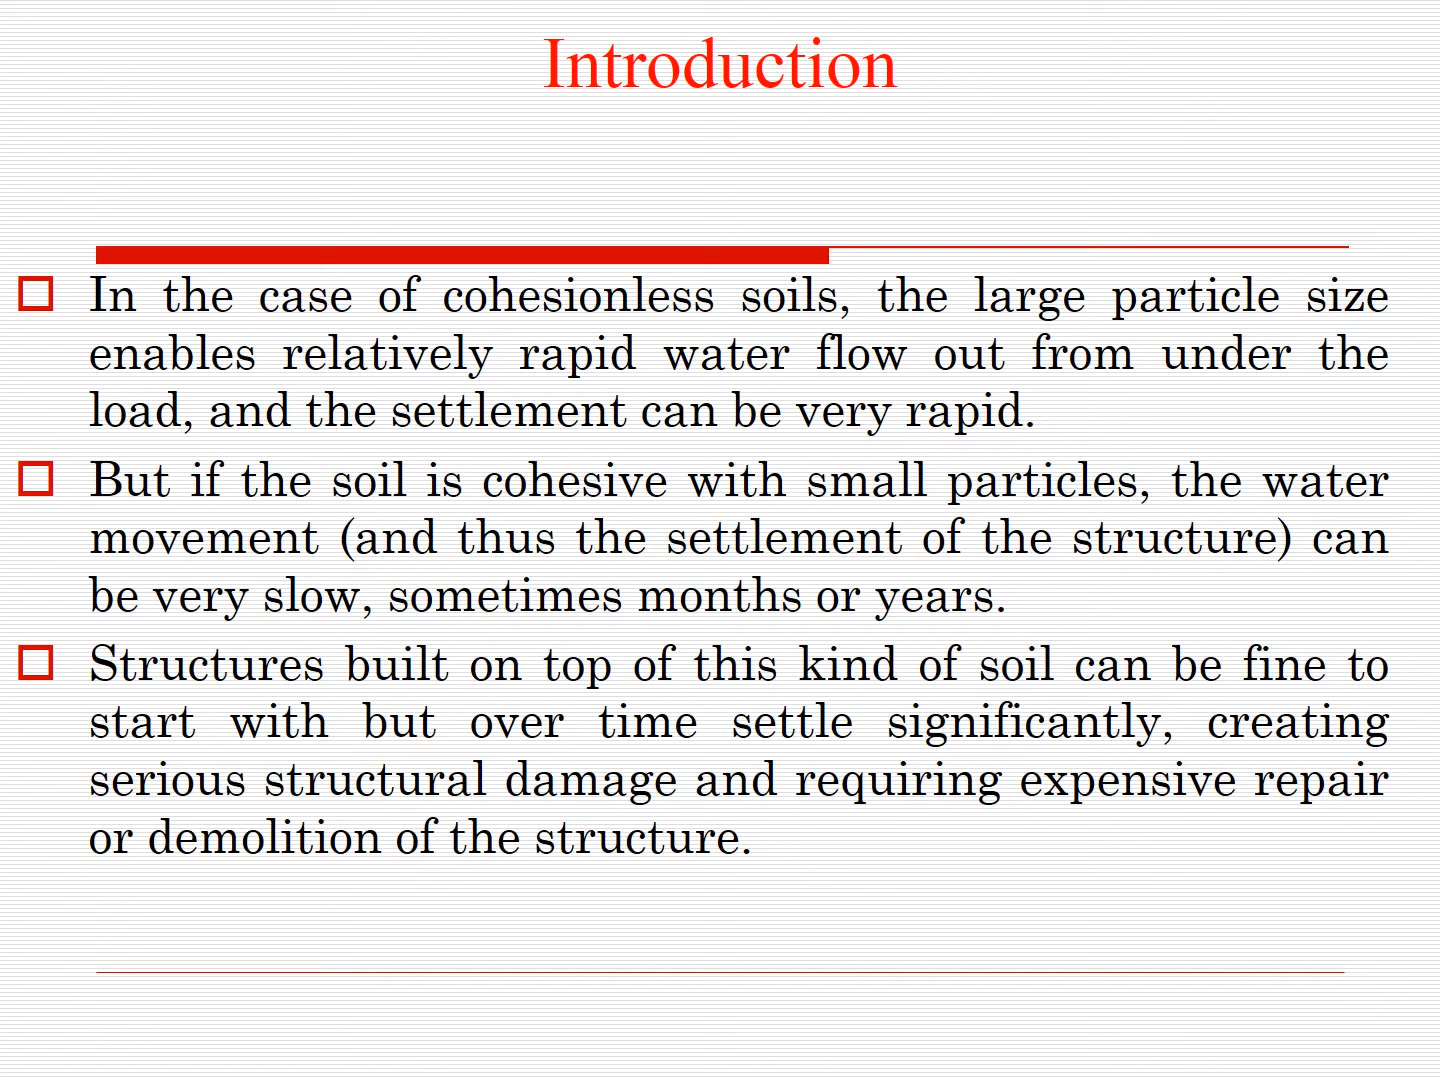 Introduction
In the case of cohesionless soils, the large particle size
enables relatively rapid water flow out from under the
load, and the settlement can be very rapid.
But if the soil is cohesive with small particles, the water
movement (and thus the settlement of the structure) can
be very slow, sometimes months or years.
Structures built on top of this kind of soil can be fine to
start with but over time settle significantly, creating
serious structural damage and requiring expensive repair
or demolition of the structure.